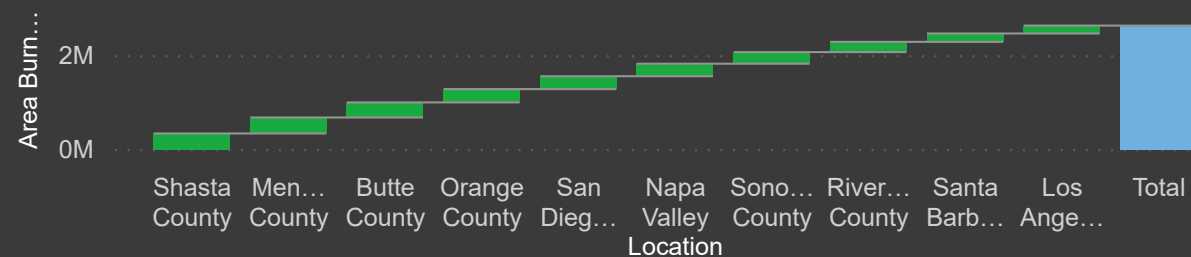 Area Burn…
2M
0M
Shasta County
Men… County
Butte County
Orange County
San Dieg…
Napa Valley
Sono… County
River… County
Santa Barb…
Los Ange…
Total
Location